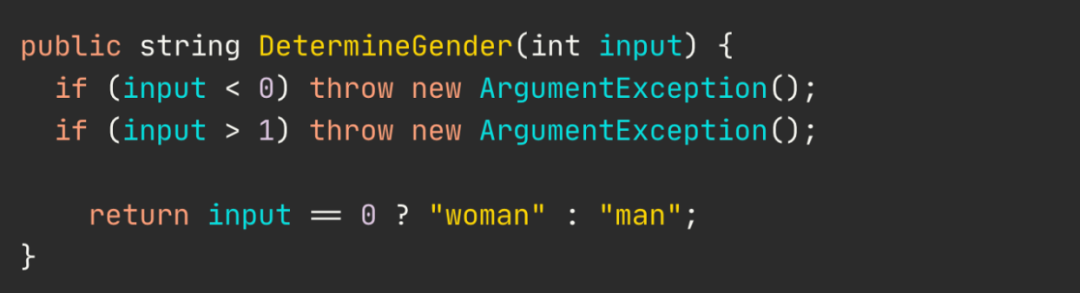 public string DetermineGender(int input) {
  if (input < 0) throw new ArgumentException();
  if (input > 1) throw new ArgumentException();

    return input == 0 ? "woman" : "man";
}